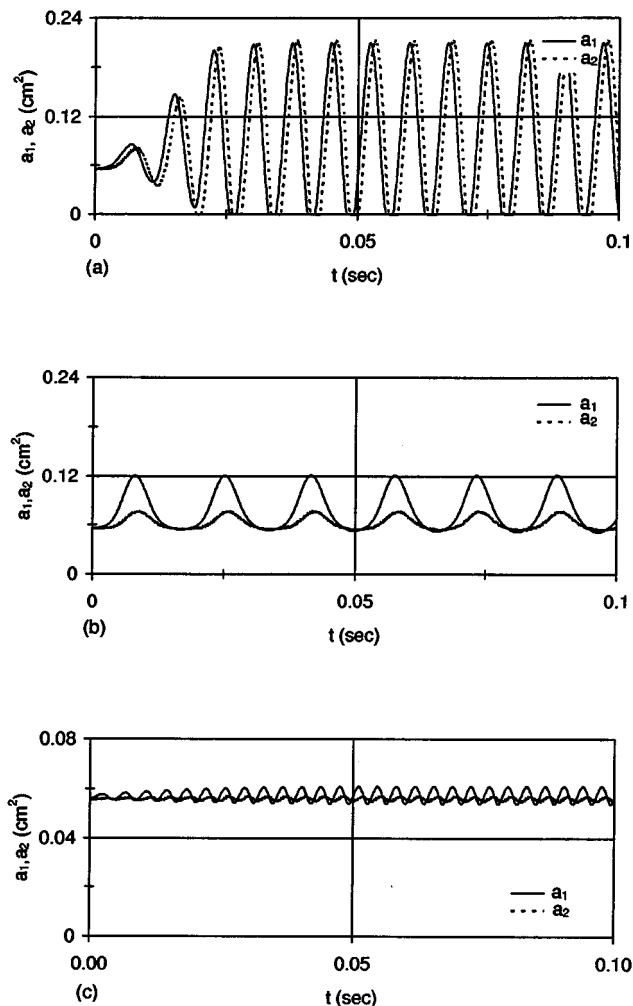 0.24
a₁
a₂
a₁, a₂ (cm²)
0.12
0
0
0.05
0.1
(a)
t (sec)
0.24
a₁
a₂
a₁,a₂ (cm²)
0.12
0
0
0.05
0.1
(b)
t (sec)
0.08
a₁,a₂ (cm²)
0.04
a₁
a₂
0
0.00
0.05
0.10
(c)
t (sec)